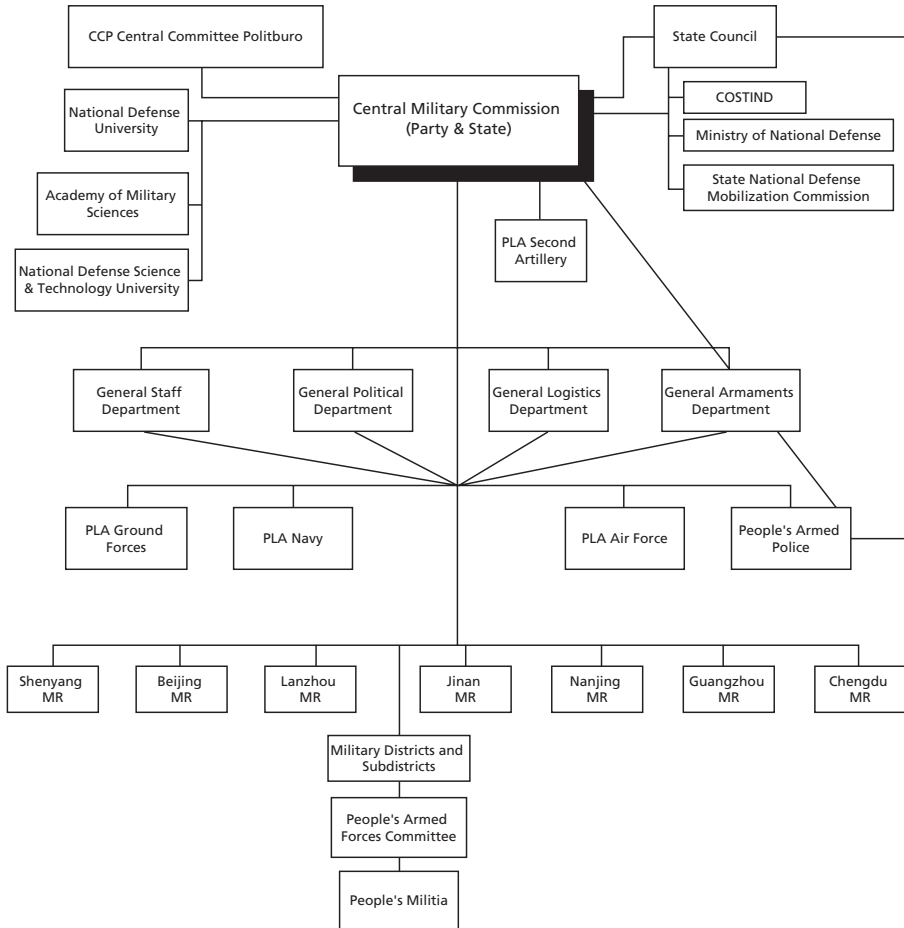 CCP Central Committee Politburo
State Council
Central Military Commission
(Party & State)
National Defense
University
COSTIND
Ministry of National Defense
Academy of Military
Sciences
State National Defense
Mobilization Commission
PLA Second
Artillery
National Defense Science
& Technology University
General Staff
Department
General Political
Department
General Logistics
Department
General Armaments
Department
PLA Ground
Forces
PLA Navy
PLA Air Force
People's Armed
Police
Shenyang
MR
Beijing
MR
Lanzhou
MR
Jinan
MR
Nanjing
MR
Guangzhou
MR
Chengdu
MR
Military Districts and
Subdistricts
People's Armed
Forces Committee
People's Militia